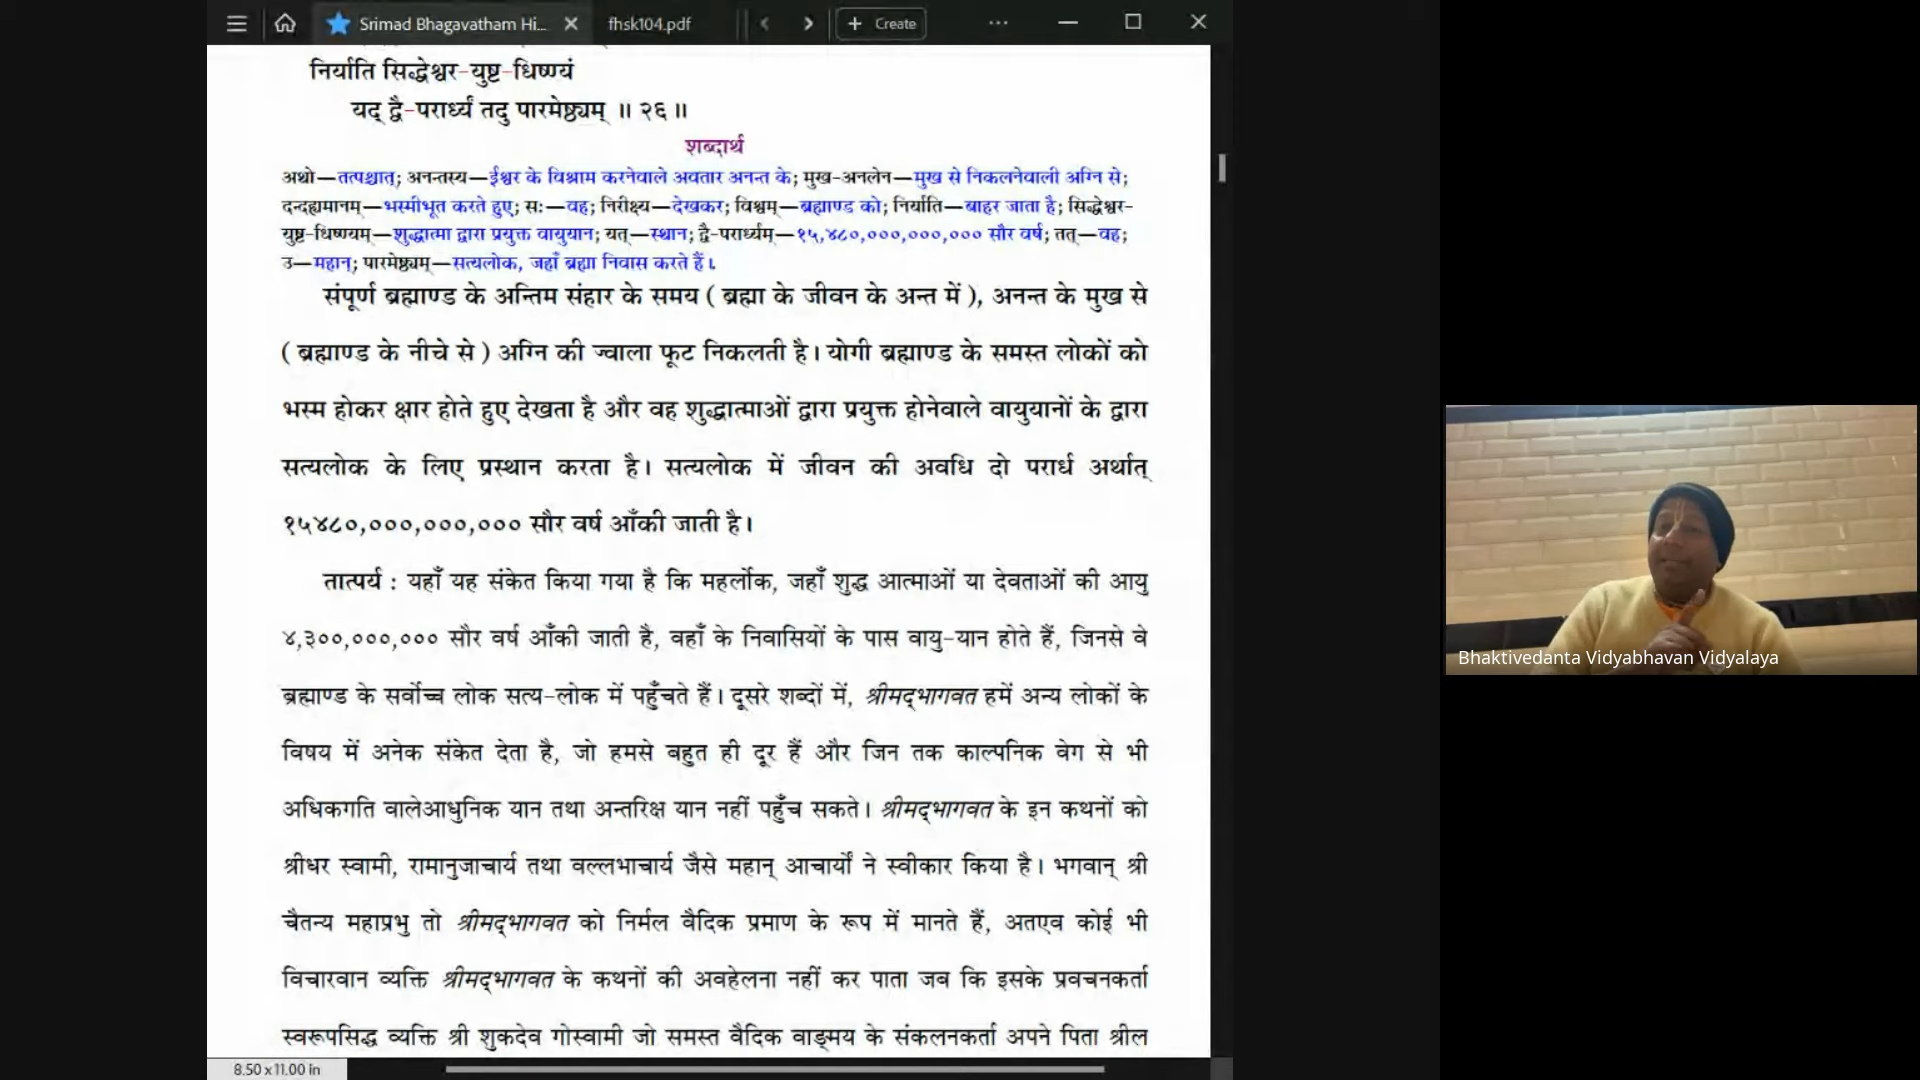 Srimad Bhagavatham Hi...
fhsk104.pdf
Create
निर्याति सिद्धेश्वर-युष्ट-धिष्ण्यं
यद् द्वै-परार्ध्यं तदु पारमेष्ठ्यम् ॥ २६॥
शब्दार्थ
अथो—तत्पश्चात्; अनन्तस्य—ईश्वर के विश्राम करनेवाले अवतार अनन्त के; मुख-अनलेन—मुख से निकलनेवाली अग्नि से;
दन्दह्यमानम्—भस्मीभूत करते हुए; सः—वह; निरीक्ष्य—देखकर; विश्वम्—ब्रह्माण्ड को; निर्याति—बाहर जाता है; सिद्धेश्वर-
युष्ट-धिष्ण्यम्—शुद्धात्मा द्वारा प्रयुक्त वायुयान; यत्—स्थान; द्वै-परार्ध्यम्—१५,४८०,०००,०००,००० सौर वर्ष; तत्—वह;
उ—महान्; पारमेष्ठ्यम्—सत्यलोक, जहाँ ब्रह्मा निवास करते हैं।
संपूर्ण ब्रह्माण्ड के अन्तिम संहार के समय ( ब्रह्मा के जीवन के अन्त में ), अनन्त के मुख से
( ब्रह्माण्ड के नीचे से ) अग्नि की ज्वाला फूट निकलती है। योगी ब्रह्माण्ड के समस्त लोकों को
भस्म होकर क्षार होते हुए देखता है और वह शुद्धात्माओं द्वारा प्रयुक्त होनेवाले वायुयानों के द्वारा
सत्यलोक के लिए प्रस्थान करता है। सत्यलोक में जीवन की अवधि दो परार्ध अर्थात्
१५४८०,०००,०००,००० सौर वर्ष आँकी जाती है।
तात्पर्य : यहाँ यह संकेत किया गया है कि महर्लोक, जहाँ शुद्ध आत्माओं या देवताओं की आयु
४,३००,०००,००० सौर वर्ष आँकी जाती है, वहाँ के निवासियों के पास वायु-यान होते हैं, जिनसे वे
ब्रह्माण्ड के सर्वोच्च लोक सत्य-लोक में पहुँचते हैं। दूसरे शब्दों में, श्रीमद्भागवत हमें अन्य लोकों के
विषय में अनेक संकेत देता है, जो हमसे बहुत ही दूर हैं और जिन तक काल्पनिक वेग से भी
अधिकगति वालेआधुनिक यान तथा अन्तरिक्ष यान नहीं पहुँच सकते। श्रीमद्भागवत के इन कथनों को
श्रीधर स्वामी, रामानुजाचार्य तथा वल्लभाचार्य जैसे महान् आचार्यों ने स्वीकार किया है। भगवान् श्री
चैतन्य महाप्रभु तो श्रीमद्भागवत को निर्मल वैदिक प्रमाण के रूप में मानते हैं, अतएव कोई भी
विचारवान व्यक्ति श्रीमद्भागवत के कथनों की अवहेलना नहीं कर पाता जब कि इसके प्रवचनकर्ता
स्वरूपसिद्ध व्यक्ति श्री शुकदेव गोस्वामी जो समस्त वैदिक वाङ्मय के संकलनकर्ता अपने पिता श्रील
8.50 x 11.00 in
Bhaktivedanta Vidyabhavan Vidyalaya